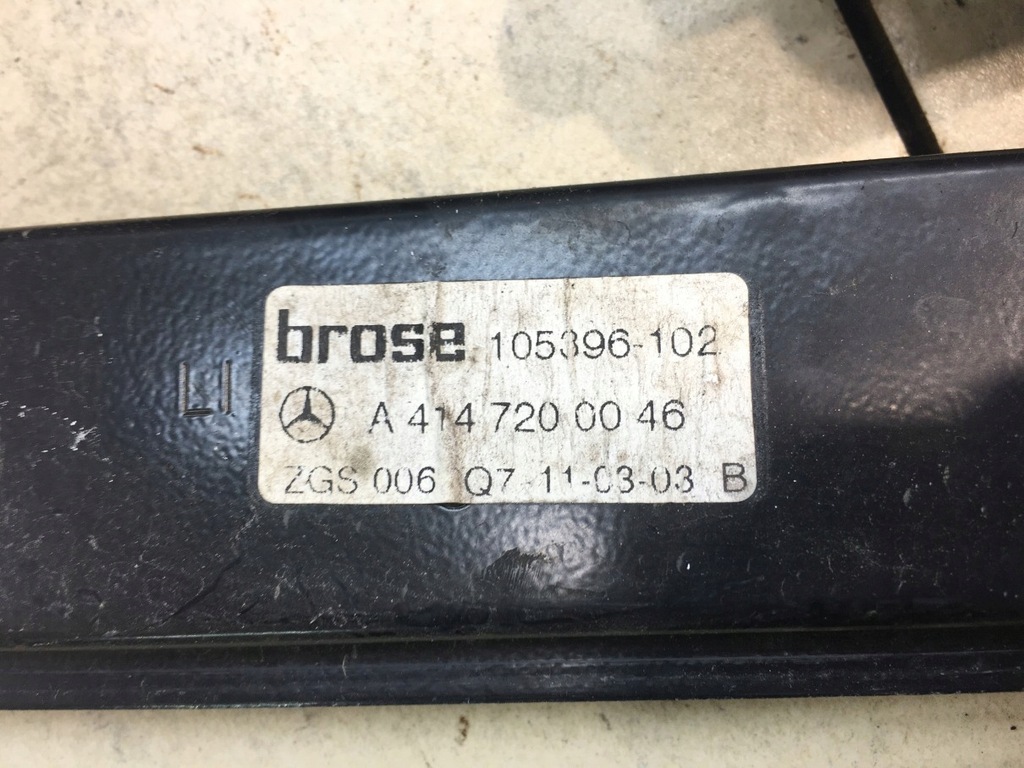 brose 105396-102
A 414 720 00 46
ZGS 006 Q7-11-03-03 B
LI